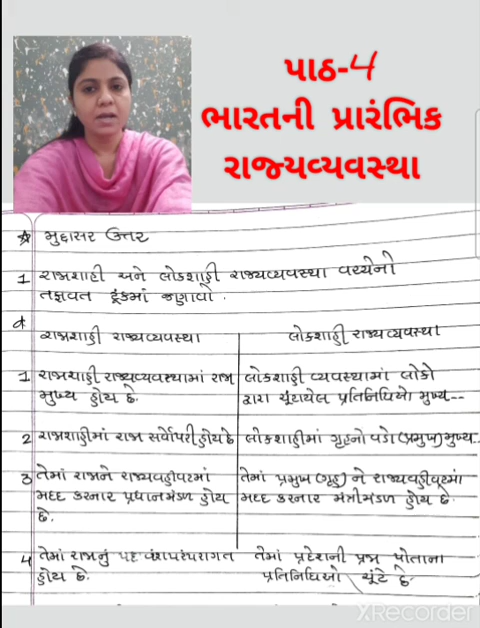 પાઠ-4
ભારતની પ્રારંભિક
રાજ્યવ્યવસ્થા
મુદ્દાસર ઉત્તર
1 રાજાશાહી અને લોકશાહી રાજ્યવ્યવસ્થા વચ્ચેનો
તફાવત ટૂંકમાં જણાવો.
રાજાશાહી રાજ્યવ્યવસ્થા
લોકશાહી રાજ્યવ્યવસ્થા
1 રાજાશાહી રાજ્યવ્યવસ્થામાં રાજા
મુખ્ય હોય છે.
લોકશાહી વ્યવસ્થામાં લોકો
દ્વારા ચૂંટાયેલ પ્રતિનિધિઓ મુખ્ય--
2 રાજાશાહીમાં રાજા સર્વોપરી હોય છે
લોકશાહીમાં ગૃહનો વડો (પ્રમુખ) મુખ્ય--
3 તેમાં રાજાને રાજ્યવહીવટમાં
મદદ કરનાર પ્રધાનમંડળ હોય
છે.
તેમાં પ્રમુખ (ગૃહ) ને રાજ્યવહીવટમાં
મદદ કરનાર મંત્રીમંડળ હોય છે.
4 તેમાં રાજાનું પદ વંશપરંપરાગત
હોય છે.
તેમાં પ્રદેશની પ્રજા પોતાના
પ્રતિનિધિઓ ચૂંટે છે.
XRecorder